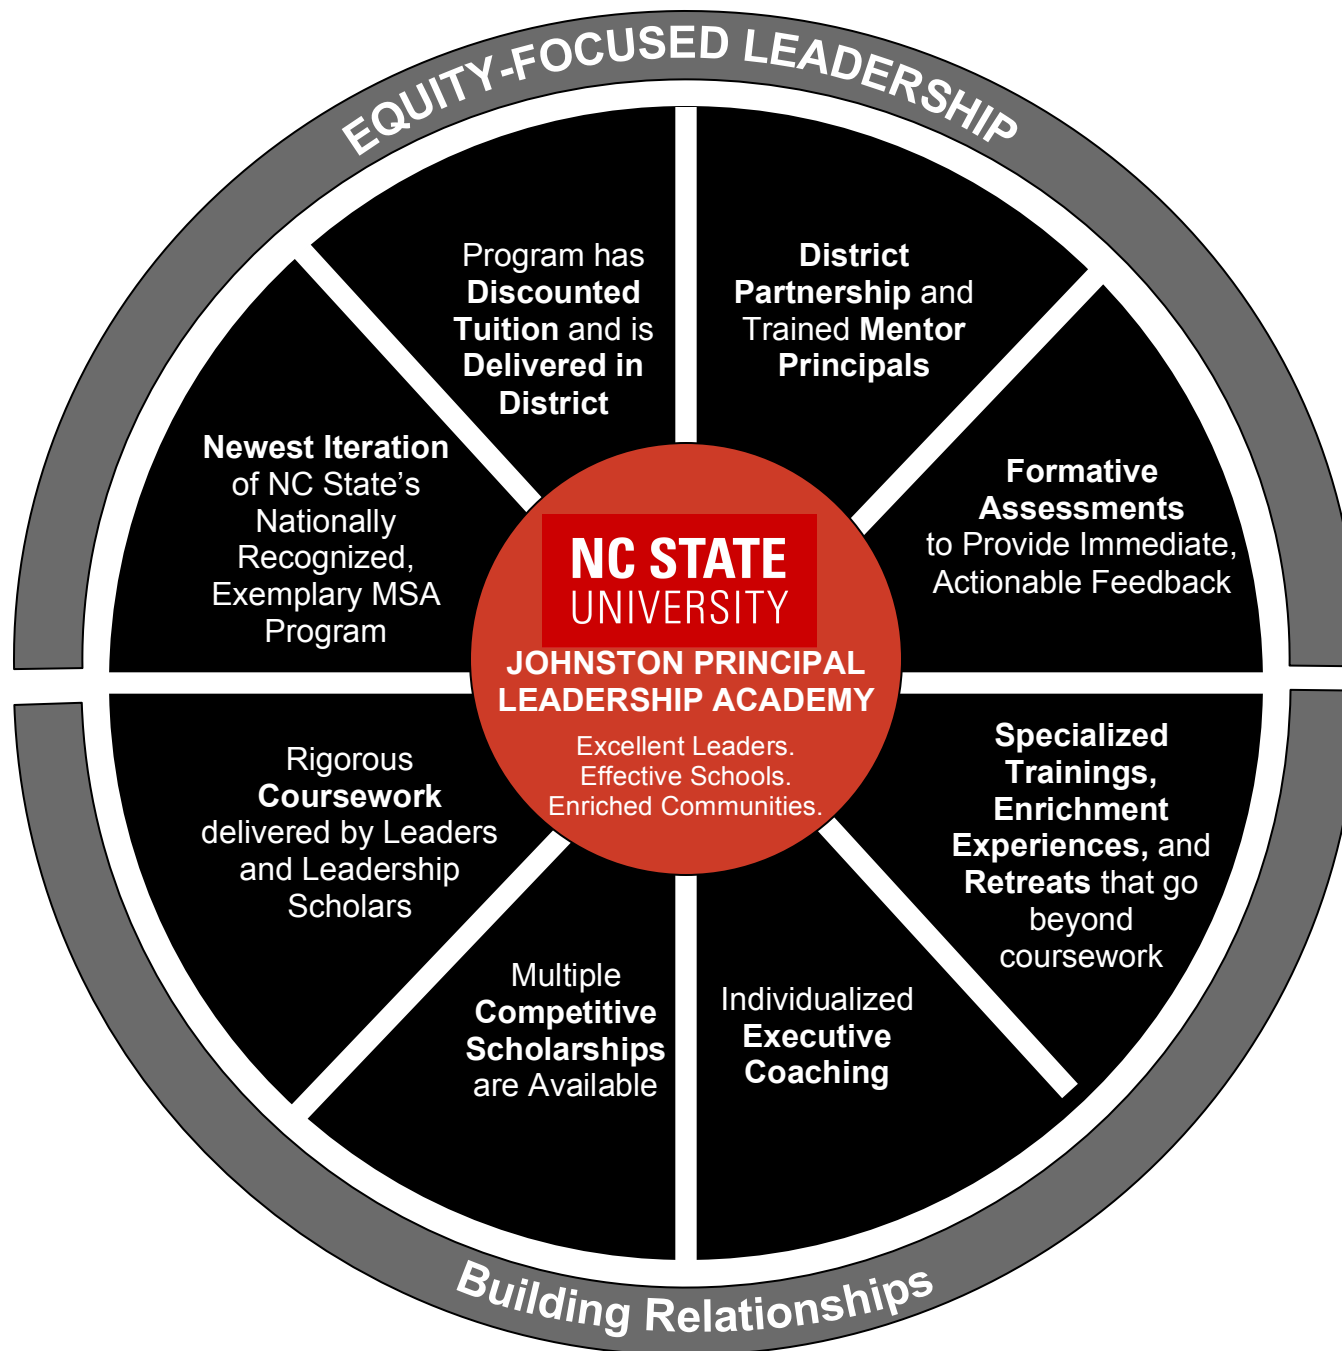 EQUITY-FOCUSED LEADERSHIP
Program has
Discounted
Tuition and is
Delivered in
District
District
Partnership and
Trained Mentor
Principals
Newest Iteration
of NC State’s
Nationally
Recognized,
Exemplary MSA
Program
Formative
Assessments
to Provide Immediate,
Actionable Feedback
NC STATE
UNIVERSITY
JOHNSTON PRINCIPAL
LEADERSHIP ACADEMY
Excellent Leaders.
Effective Schools.
Enriched Communities.
Rigorous
Coursework
delivered by Leaders
and Leadership
Scholars
Specialized
Trainings,
Enrichment
Experiences, and
Retreats that go
beyond
coursework
Multiple
Competitive
Scholarships
are Available
Individualized
Executive
Coaching
Building Relationships